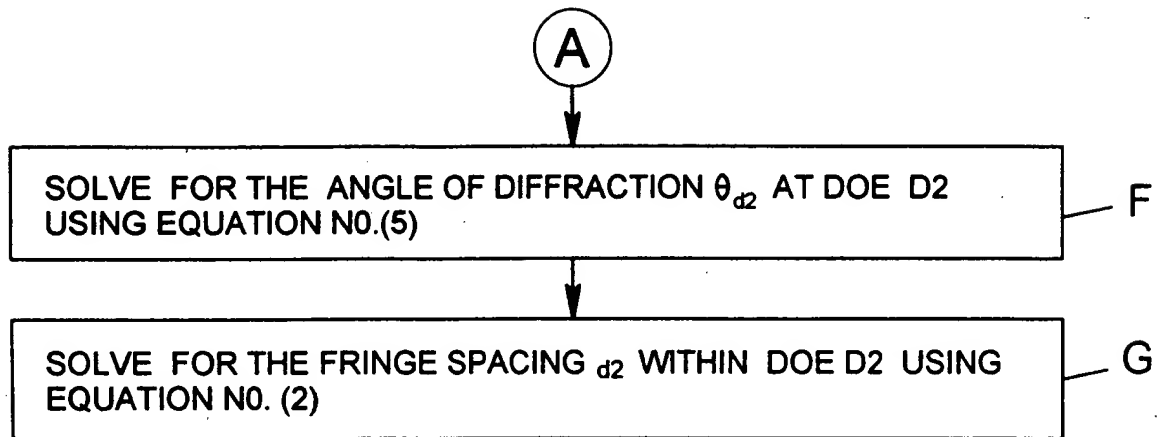 A
SOLVE FOR THE ANGLE OF DIFFRACTION θd2 AT DOE D2
USING EQUATION N0.(5)
F
SOLVE FOR THE FRINGE SPACING d2 WITHIN DOE D2 USING
EQUATION N0. (2)
G